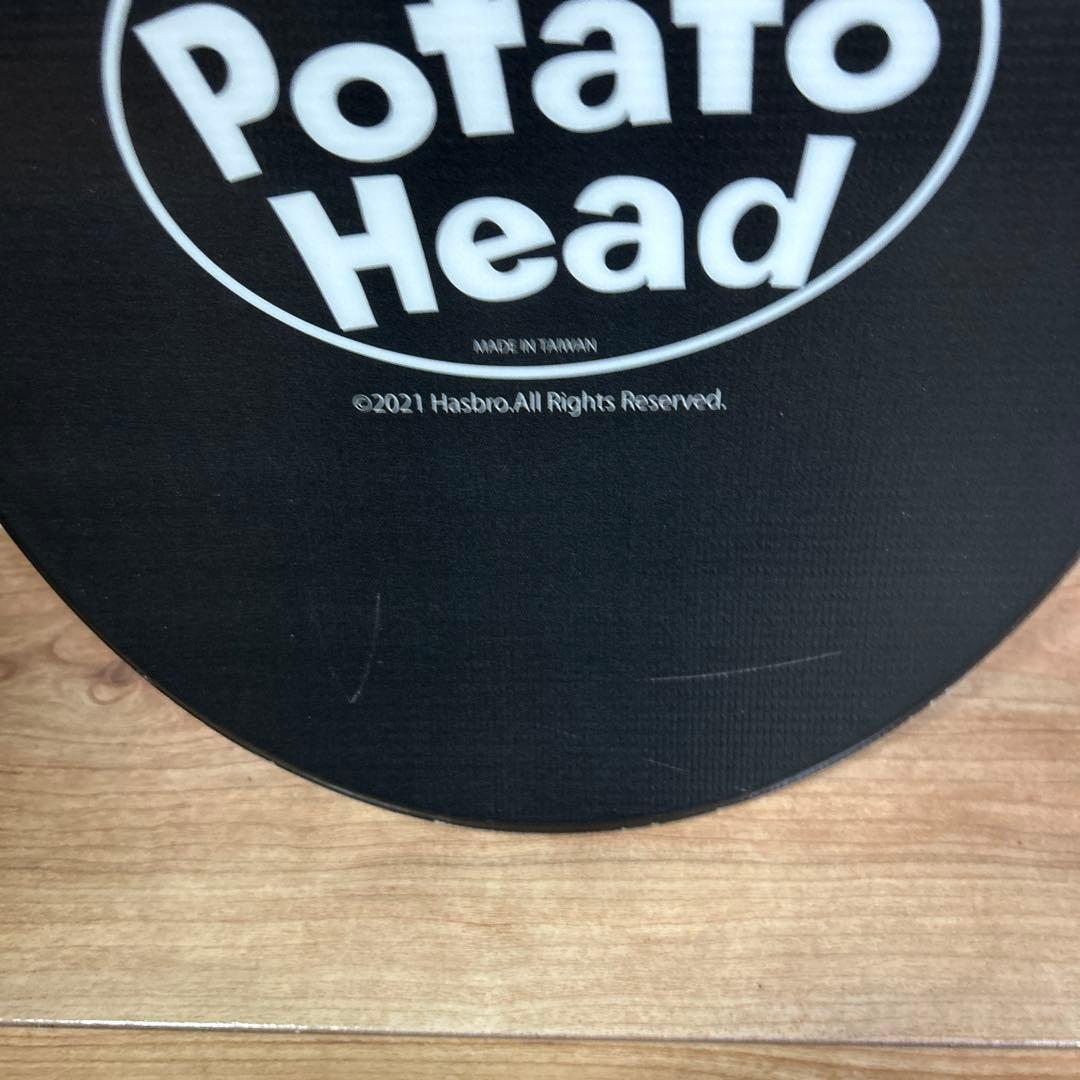 Potato
Head
MADE IN TAIWAN
©2021 Hasbro.All Rights Reserved.